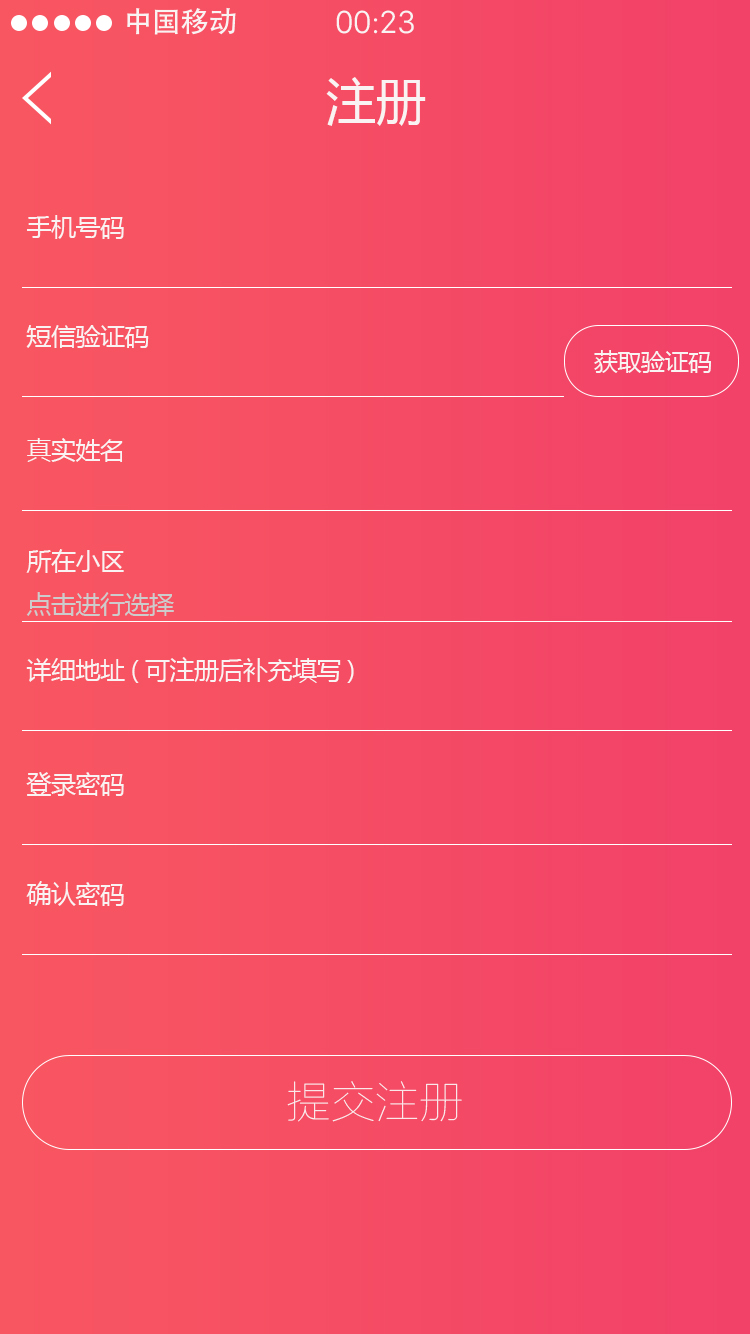 中国移动 00:23
注册
手机号码
短信验证码
获取验证码
真实姓名
所在小区
点击进行选择
详细地址（可注册后补充填写）
登录密码
确认密码
提交注册